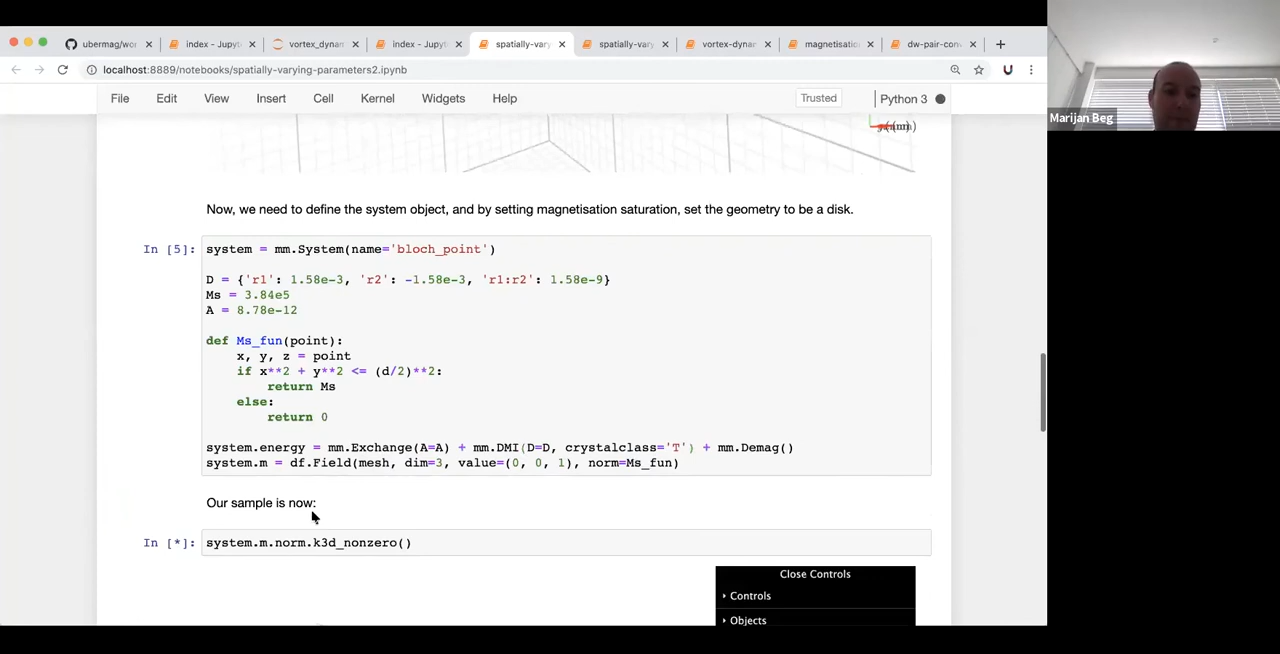 ubermag/wor
index - Jupyt
vortex_dynam
index - Jupyt
spatially-vary
spatially-vary
vortex-dynam
magnetisatio
dw-pair-conv
localhost:8889/notebooks/spatially-varying-parameters2.ipynb
File Edit View Insert Cell Kernel Widgets Help
Trusted
Python 3
Marijan Beg
Now, we need to define the system object, and by setting magnetisation saturation, set the geometry to be a disk.
In [5]: system = mm.System(name='bloch_point')
D = {'r1': 1.58e-3, 'r2': -1.58e-3, 'r1:r2': 1.58e-9}
Ms = 3.84e5
A = 8.78e-12
def Ms_fun(point):
x, y, z = point
if x**2 + y**2 <= (d/2)**2:
return Ms
else:
return 0
system.energy = mm.Exchange(A=A) + mm.DMI(D=D, crystalclass='T') + mm.Demag()
system.m = df.Field(mesh, dim=3, value=(0, 0, 1), norm=Ms_fun)
Our sample is now:
In [*]: system.m.norm.k3d_nonzero()
Close Controls
Controls
Objects